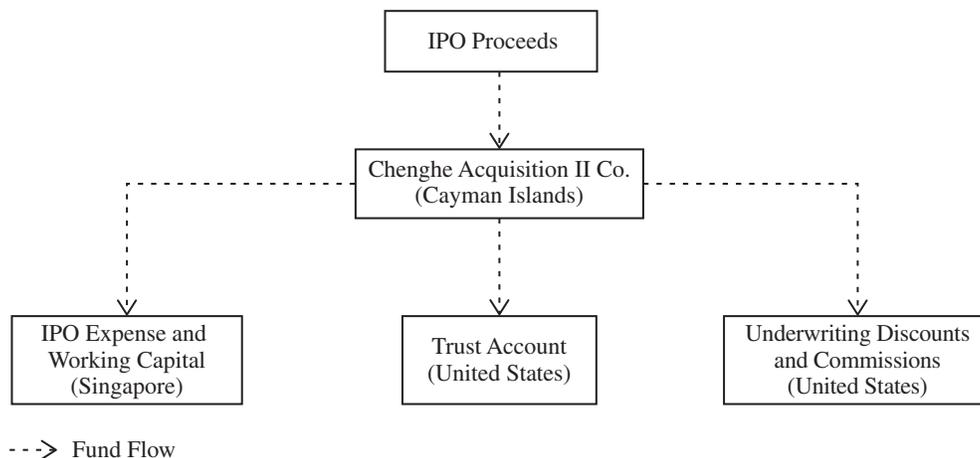 IPO Proceeds
Chenghe Acquisition II Co.
(Cayman Islands)
IPO Expense and
Working Capital
(Singapore)
Trust Account
(United States)
Underwriting Discounts
and Commissions
(United States)
Fund Flow